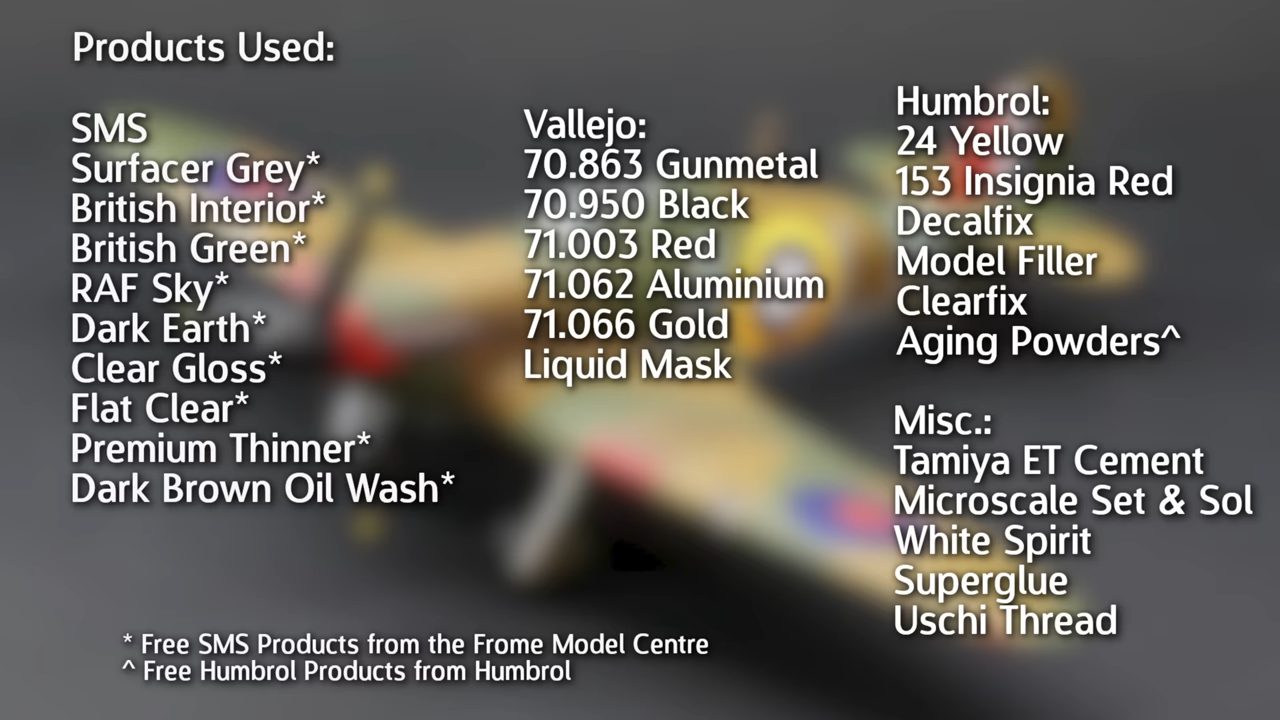 Products Used:
SMS
Surfacer Grey*
British Interior*
British Green*
RAF Sky*
Dark Earth*
Clear Gloss*
Flat Clear*
Premium Thinner*
Dark Brown Oil Wash*
Vallejo:
70.863 Gunmetal
70.950 Black
71.003 Red
71.062 Aluminium
71.066 Gold
Liquid Mask
Humbrol:
24 Yellow
153 Insignia Red
Decalfix
Model Filler
Clearfix
Aging Powders^
Misc.:
Tamiya ET Cement
Microscale Set & Sol
White Spirit
Superglue
Uschi Thread
* Free SMS Products from the Frome Model Centre
^ Free Humbrol Products from Humbrol